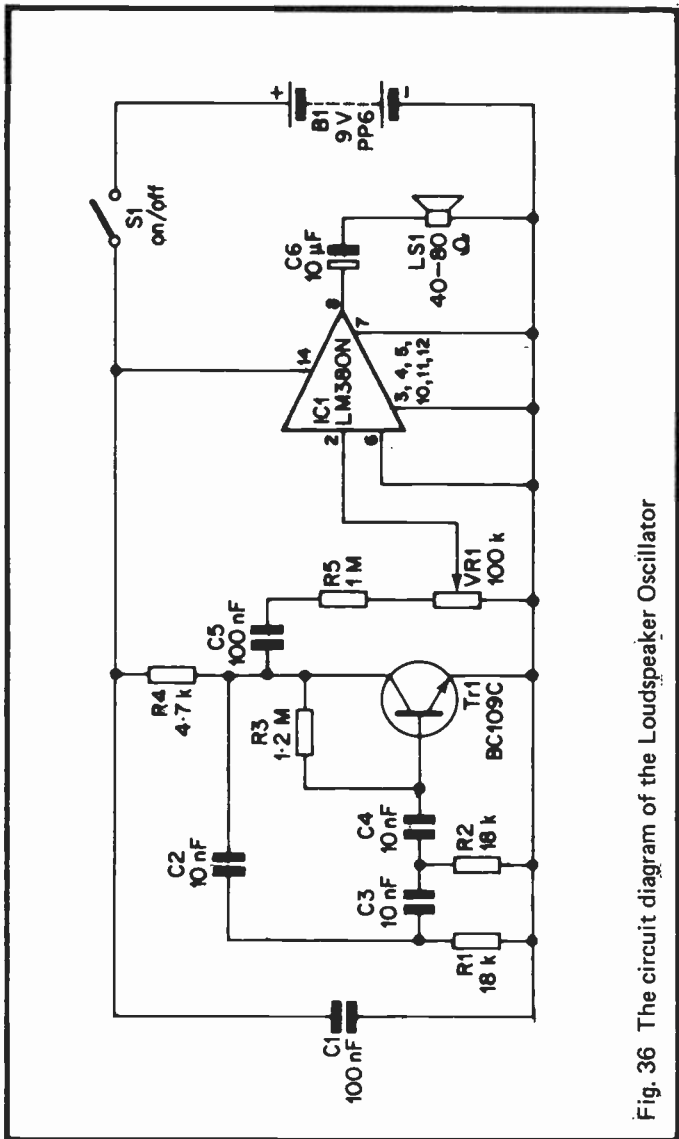 S1
on/off
+
B1
9 V
PP6
-
C6
10 µF
LS1
40–80
Ω
8
14
7
IC1
LM380N
2
6
3, 4, 5,
10, 11, 12
R4
4·7 k
C5
100 nF
R5
1 M
VR1
100 k
R3
1·2 M
Tr1
BC109C
C2
10 nF
C4
10 nF
C3
10 nF
R2
18 k
R1
18 k
C1
100 nF
Fig. 36 The circuit diagram of the Loudspeaker Oscillator